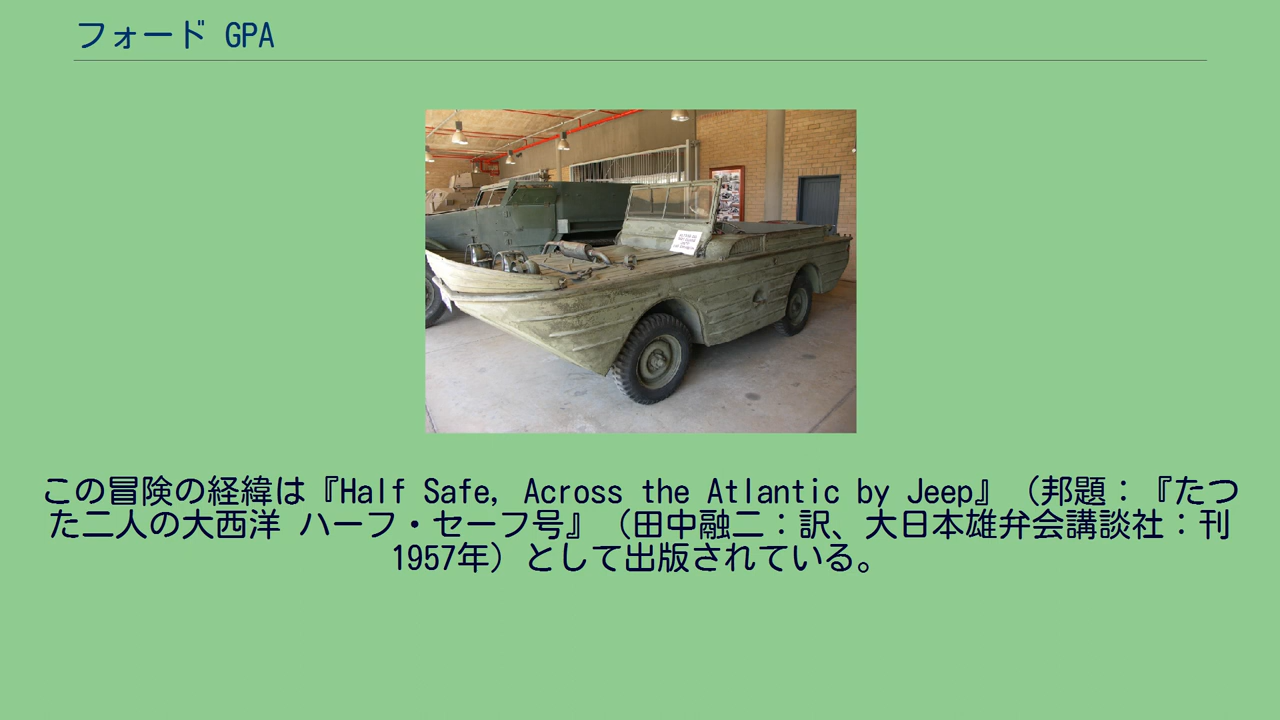 フォード GPA
この冒険の経緯は『Half Safe, Across the Atlantic by Jeep』（邦題：『たつ
た二人の大西洋 ハーフ・セーフ号』（田中融二：訳、大日本雄弁会講談社：刊
1957年）として出版されている。